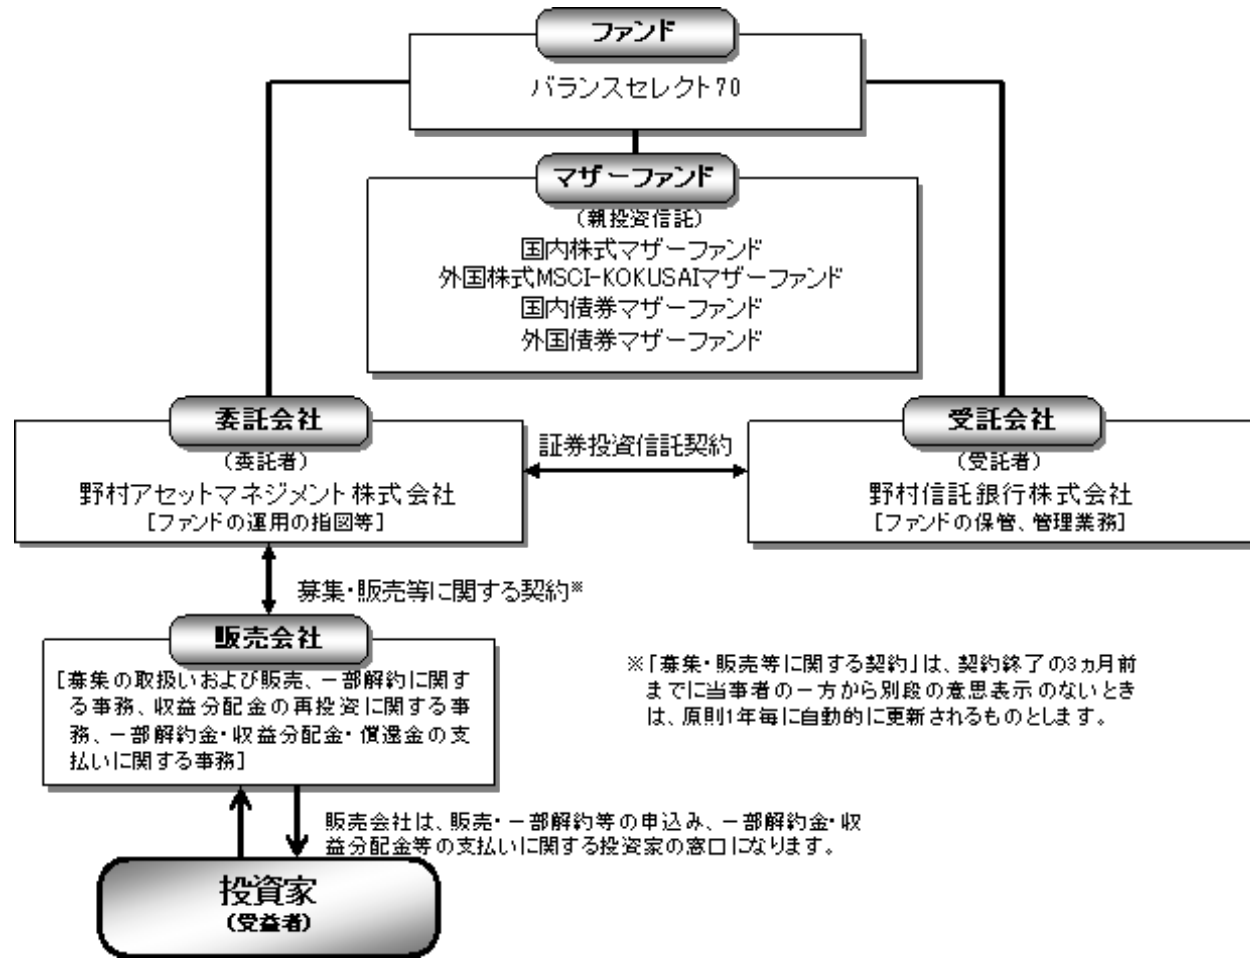 ファンド
バランスセレクト70
マザーファンド
(親投資信託)
国内株式マザーファンド
外国株式MSCI-KOKUSAIマザーファンド
国内債券マザーファンド
外国債券マザーファンド
委託会社
(委託者)
野村アセットマネジメント株式会社
[ファンドの運用の指図等]
証券投資信託契約
受託会社
(受託者)
野村信託銀行株式会社
[ファンドの保管、管理業務]
募集・販売等に関する契約※
販売会社
[募集の取扱いおよび販売、一部解約に関す
る事務、収益分配金の再投資に関する事
務、一部解約金・収益分配金・償還金の支
払いに関する事務]
※「募集・販売等に関する契約」は、契約終了の3ヵ月前
までに当事者の一方から別段の意思表示のないとき
は、原則1年毎に自動的に更新されるものとします。
販売会社は、販売・一部解約等の申込み、一部解約金・収
益分配金等の支払いに関する投資家の窓口になります。
投資家
(受益者)